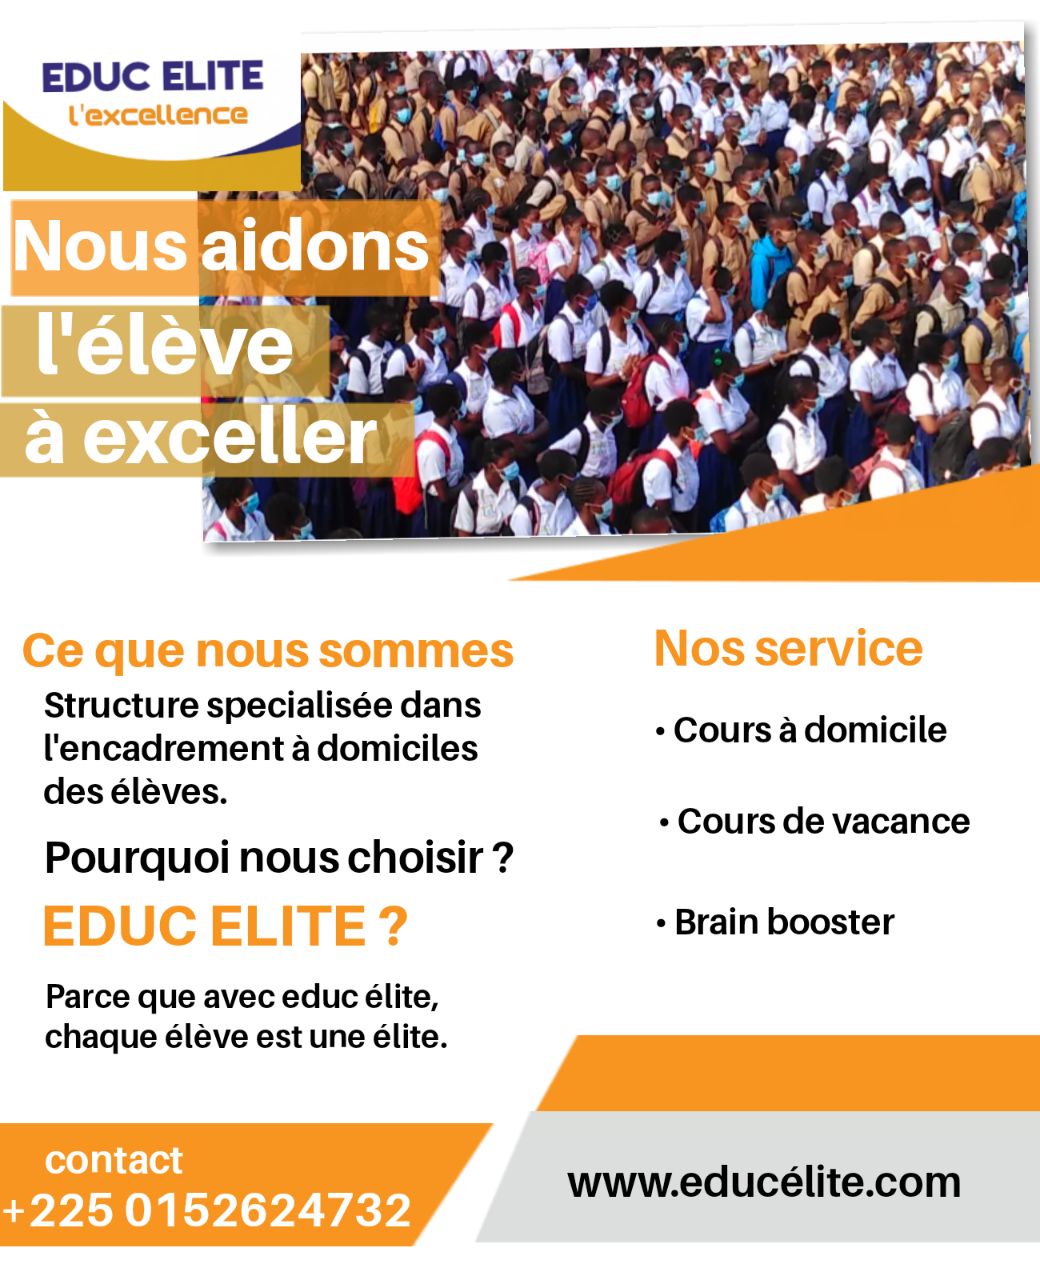 EDUC ELITE
l'excellence
Nous aidons
l'élève
à exceller
Ce que nous sommes
Structure specialisée dans
l'encadrement à domiciles
des élèves.
Pourquoi nous choisir ?
EDUC ELITE ?
Parce que avec educ élite,
chaque élève est une élite.
Nos service
• Cours à domicile
• Cours de vacance
• Brain booster
contact
+225 0152624732
www.educélite.com